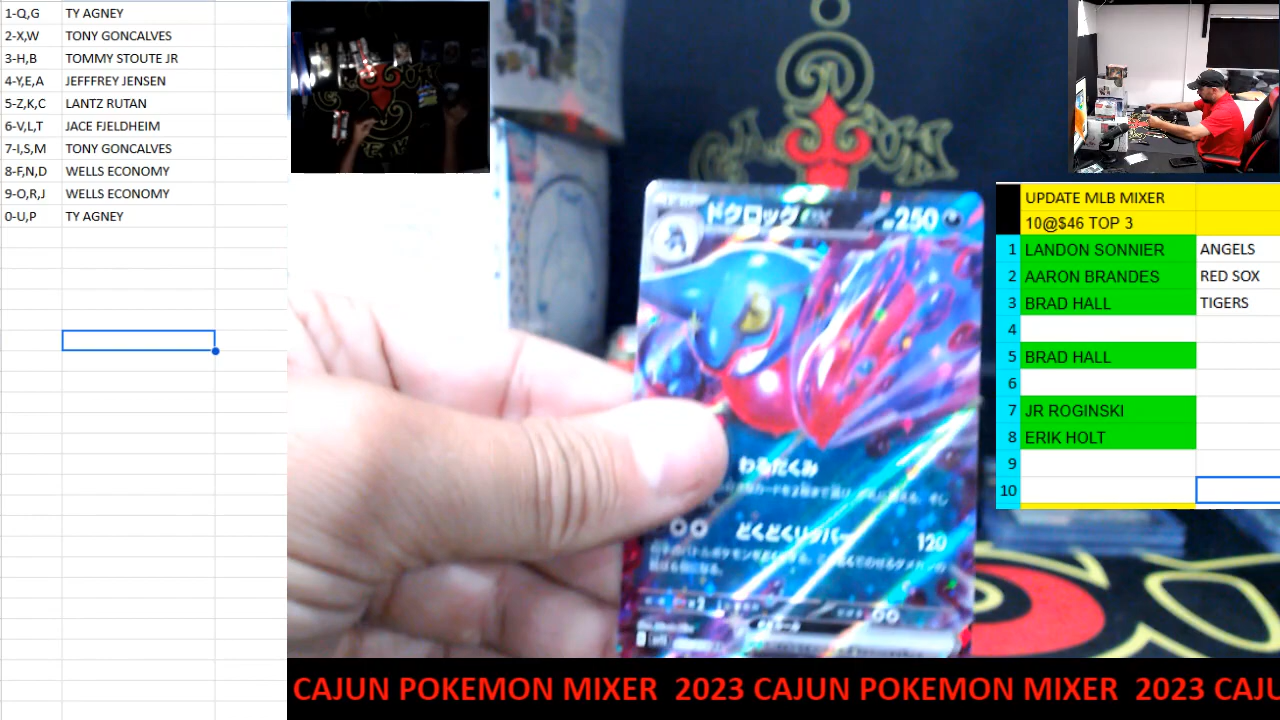 1-Q,G TY AGNEY
2-X,W TONY GONCALVES
3-H,B TOMMY STOUTE JR
4-Y,E,A JEFFFREY JENSEN
5-Z,K,C LANTZ RUTAN
6-V,L,T JACE FJELDHEIM
7-I,S,M TONY GONCALVES
8-F,N,D WELLS ECONOMY
9-O,R,J WELLS ECONOMY
0-U,P TY AGNEY
ドクロッグex 250
わるだくみ
どくどくリッパー 120
UPDATE MLB MIXER
10@$46 TOP 3
1 LANDON SONNIER ANGELS
2 AARON BRANDES RED SOX
3 BRAD HALL TIGERS
4
5 BRAD HALL
6
7 JR ROGINSKI
8 ERIK HOLT
9
10
CAJUN POKEMON MIXER 2023 CAJUN POKEMON MIXER 2023 CAJU